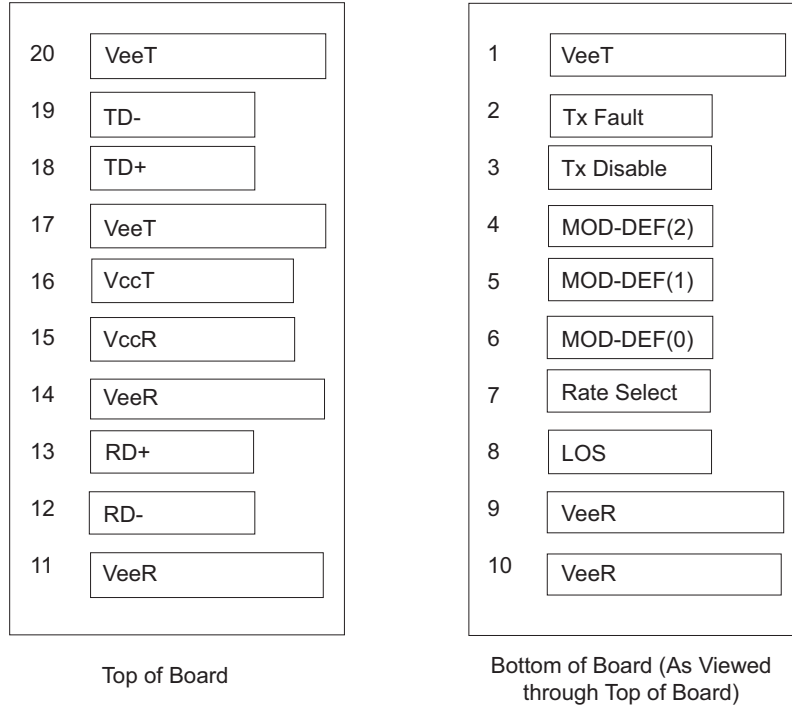 20 VeeT
19 TD-
18 TD+
17 VeeT
16 VccT
15 VccR
14 VeeR
13 RD+
12 RD-
11 VeeR
Top of Board
1 VeeT
2 Tx Fault
3 Tx Disable
4 MOD-DEF(2)
5 MOD-DEF(1)
6 MOD-DEF(0)
7 Rate Select
8 LOS
9 VeeR
10 VeeR
Bottom of Board (As Viewed
through Top of Board)